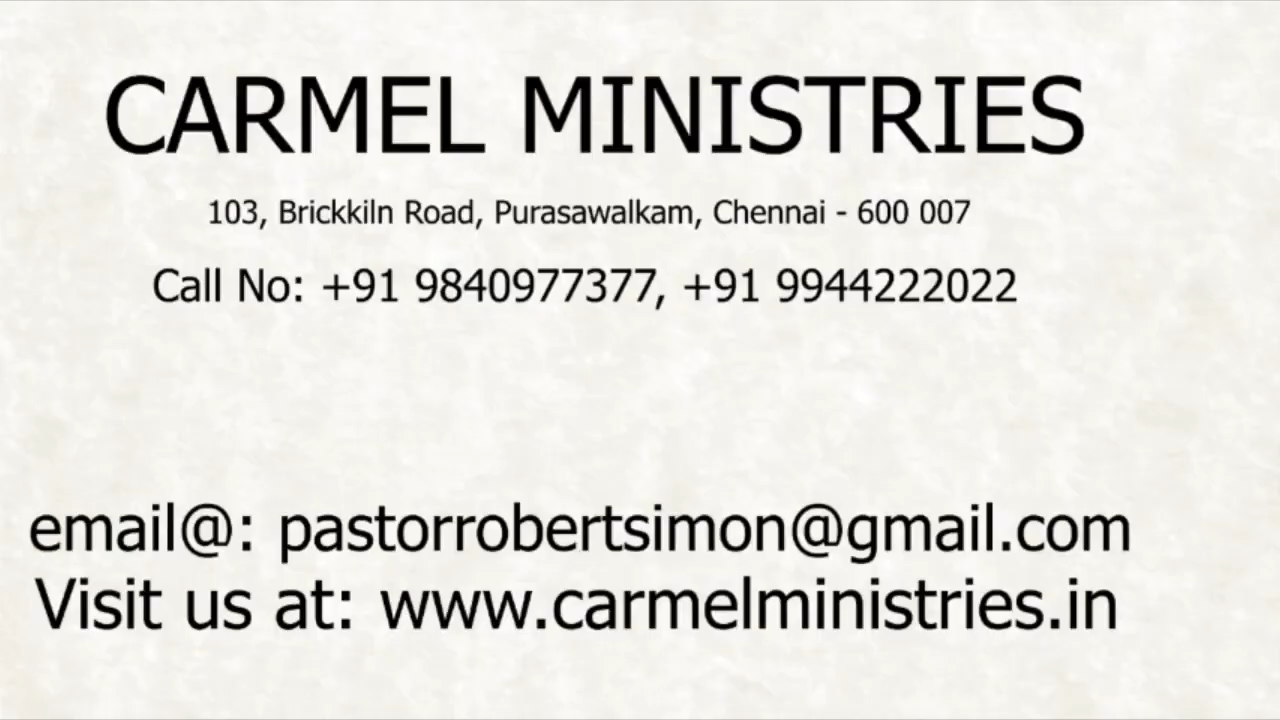 CARMEL MINISTRIES
103, Brickkiln Road, Purasawalkam, Chennai - 600 007
Call No: +91 9840977377, +91 9944222022
email@: pastorrobertsimon@gmail.com
Visit us at: www.carmelministries.in